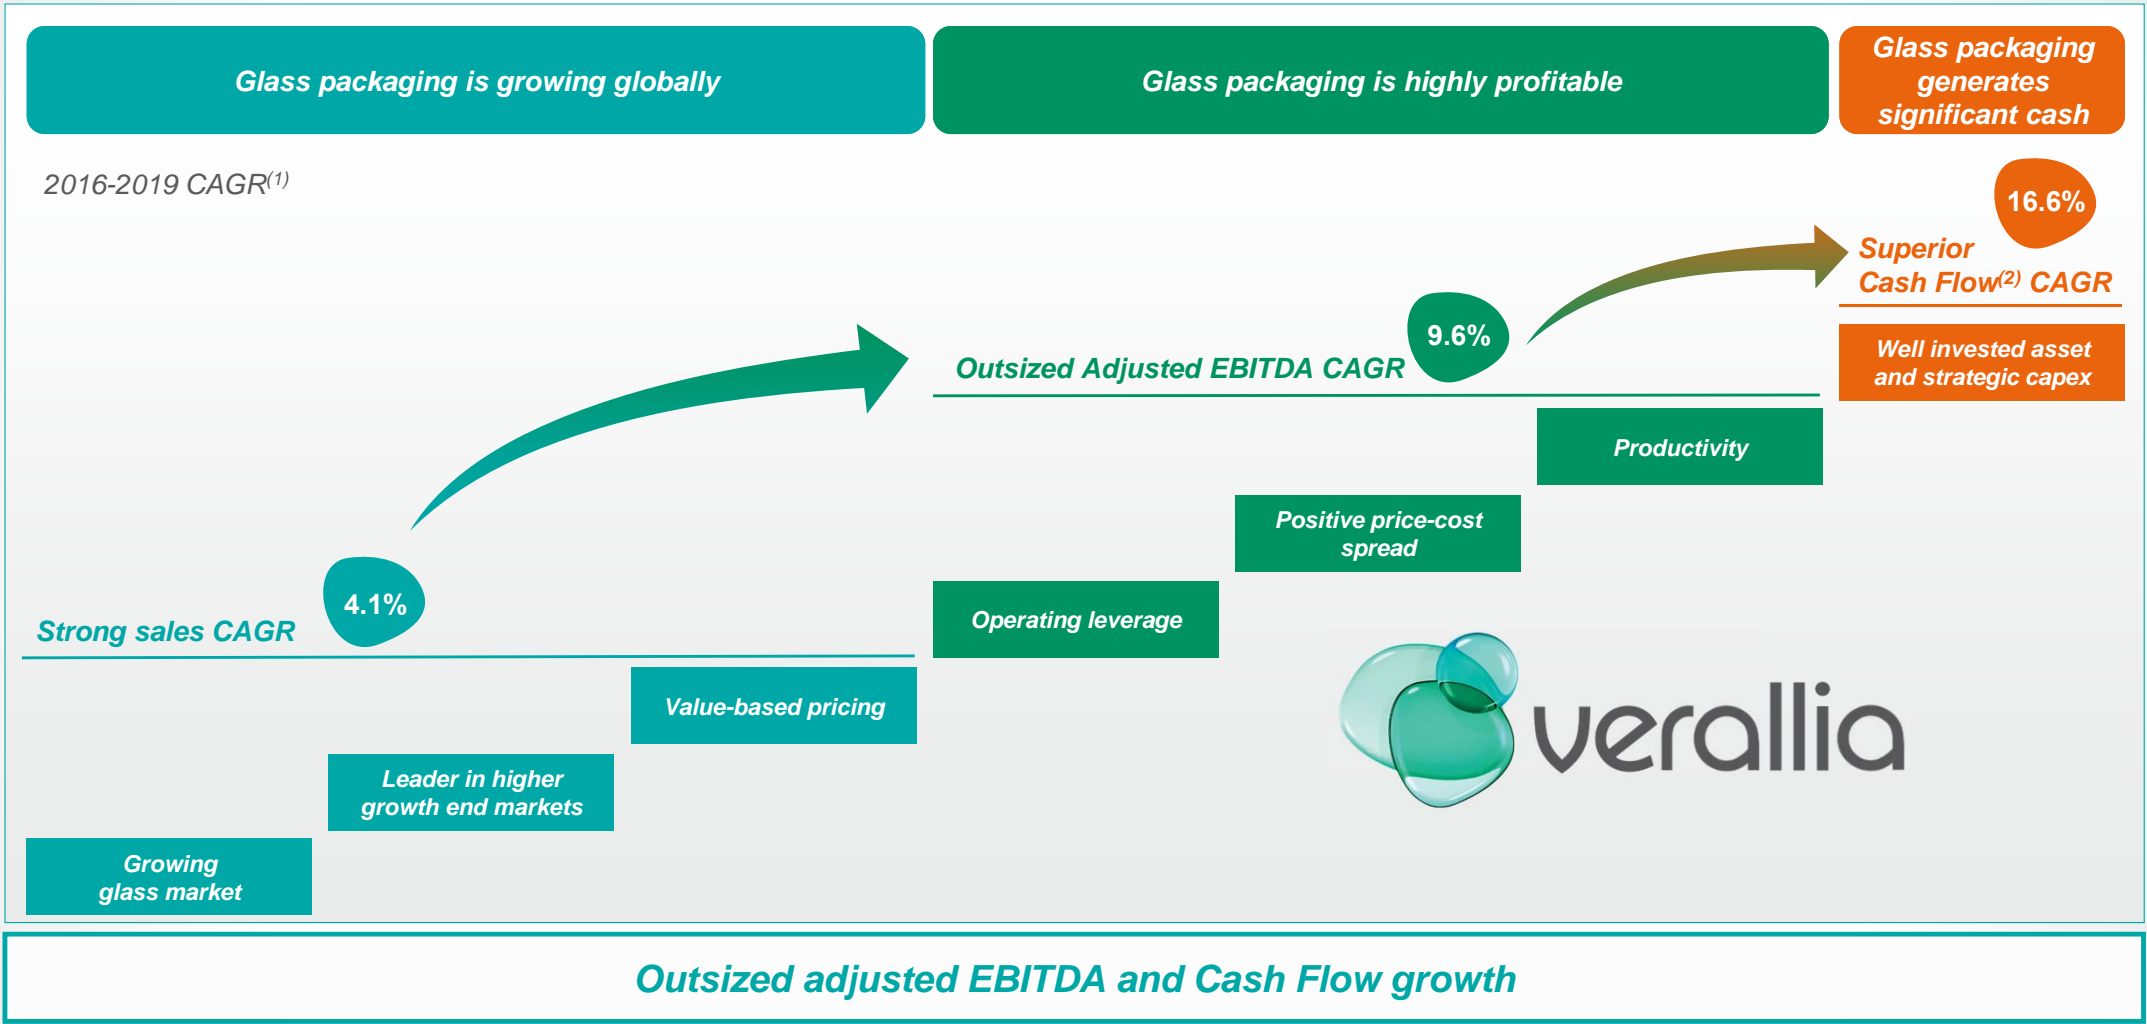 Glass packaging is growing globally
Glass packaging is highly profitable
Glass packaging
generates
significant cash
2016-2019 CAGR(1)
16.6%
Superior
Cash Flow(2) CAGR
Well invested asset
and strategic capex
9.6%
Outsized Adjusted EBITDA CAGR
Productivity
Positive price-cost
spread
Operating leverage
4.1%
Strong sales CAGR
Value-based pricing
Leader in higher
growth end markets
Growing
glass market
verallia
Outsized adjusted EBITDA and Cash Flow growth